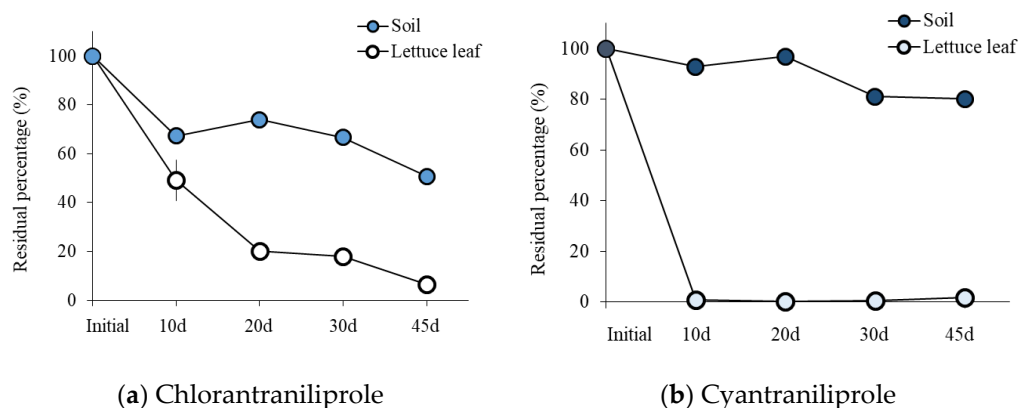 Soil
Lettuce leaf
Residual percentage (%)
100
80
60
40
20
0
Initial 10d 20d 30d 45d
(a) Chlorantraniliprole
Soil
Lettuce leaf
Residual percentage (%)
100
80
60
40
20
0
Initial 10d 20d 30d 45d
(b) Cyantraniliprole